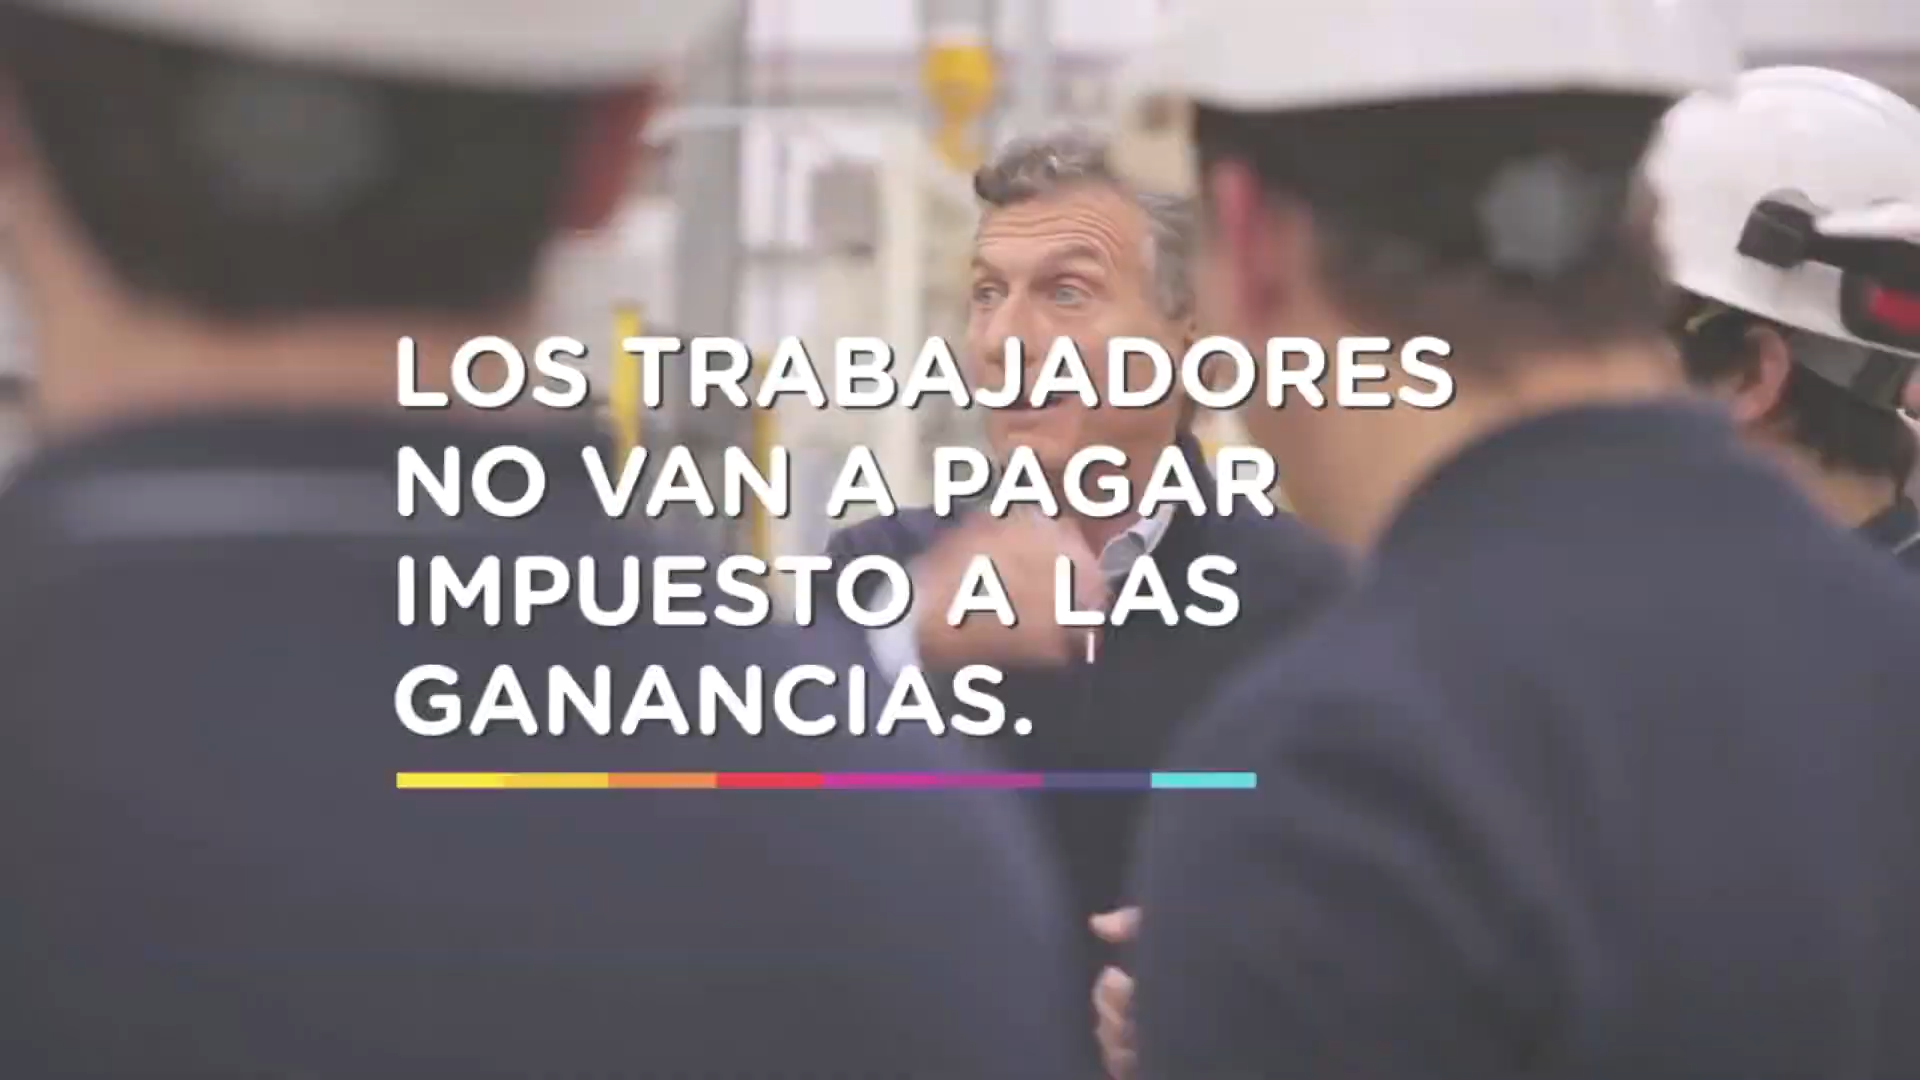 LOS TRABAJADORES
NO VAN A PAGAR
IMPUESTO A LAS
GANANCIAS.